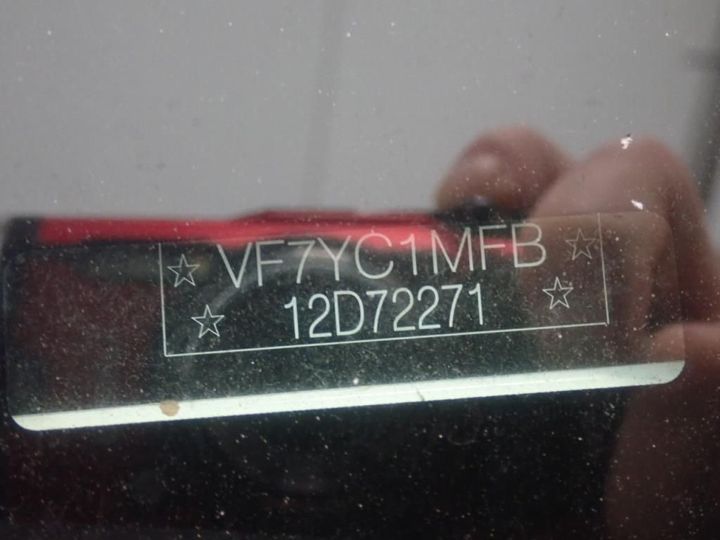 ☆ VF7YC1MFB ☆
☆ 12D72271 ☆